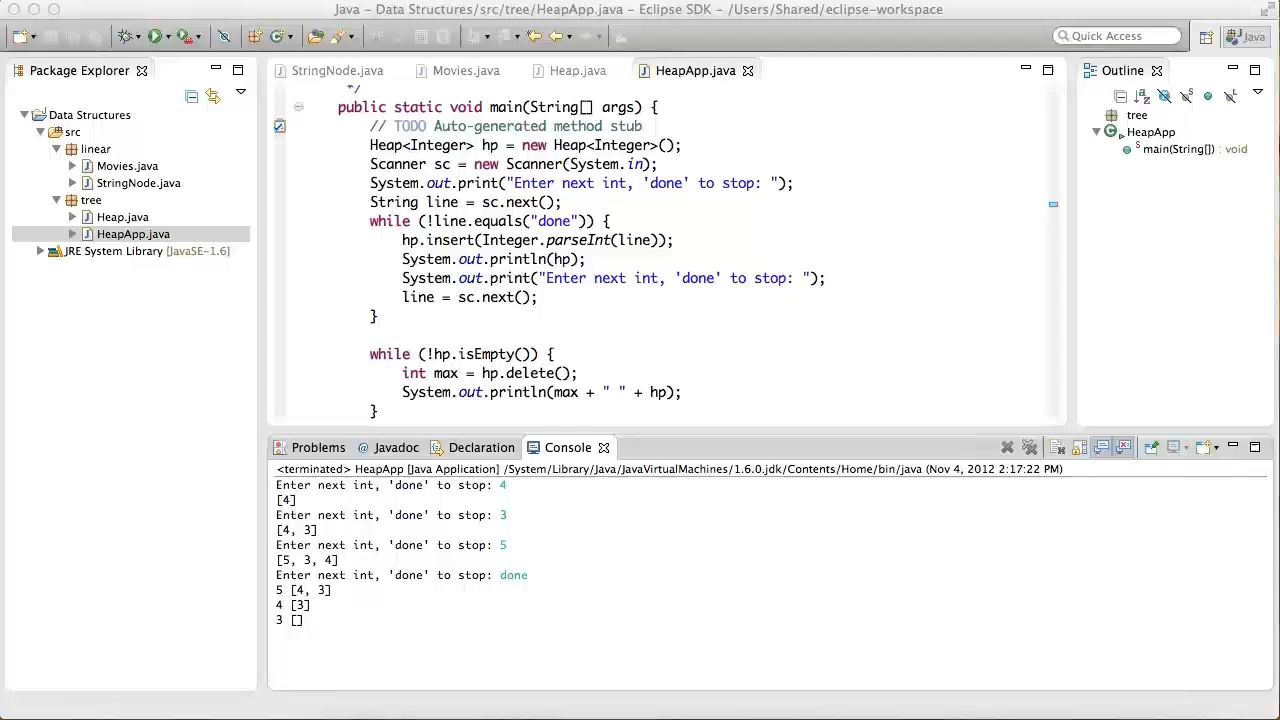 Java – Data Structures/src/tree/HeapApp.java – Eclipse SDK – /Users/Shared/eclipse-workspace
Quick Access
Java
Package Explorer
Data Structures
src
linear
Movies.java
StringNode.java
tree
Heap.java
HeapApp.java
JRE System Library [JavaSE-1.6]
StringNode.java
Movies.java
Heap.java
HeapApp.java
*/
public static void main(String[] args) {
// TODO Auto-generated method stub
Heap<Integer> hp = new Heap<Integer>();
Scanner sc = new Scanner(System.in);
System.out.print("Enter next int, 'done' to stop: ");
String line = sc.next();
while (!line.equals("done")) {
hp.insert(Integer.parseInt(line));
System.out.println(hp);
System.out.print("Enter next int, 'done' to stop: ");
line = sc.next();
}
while (!hp.isEmpty()) {
int max = hp.delete();
System.out.println(max + " " + hp);
}
Outline
tree
HeapApp
main(String[]) : void
Problems
@ Javadoc
Declaration
Console
<terminated> HeapApp [Java Application] /System/Library/Java/JavaVirtualMachines/1.6.0.jdk/Contents/Home/bin/java (Nov 4, 2012 2:17:22 PM)
Enter next int, 'done' to stop: 4
[4]
Enter next int, 'done' to stop: 3
[4, 3]
Enter next int, 'done' to stop: 5
[5, 3, 4]
Enter next int, 'done' to stop: done
5 [4, 3]
4 [3]
3 []